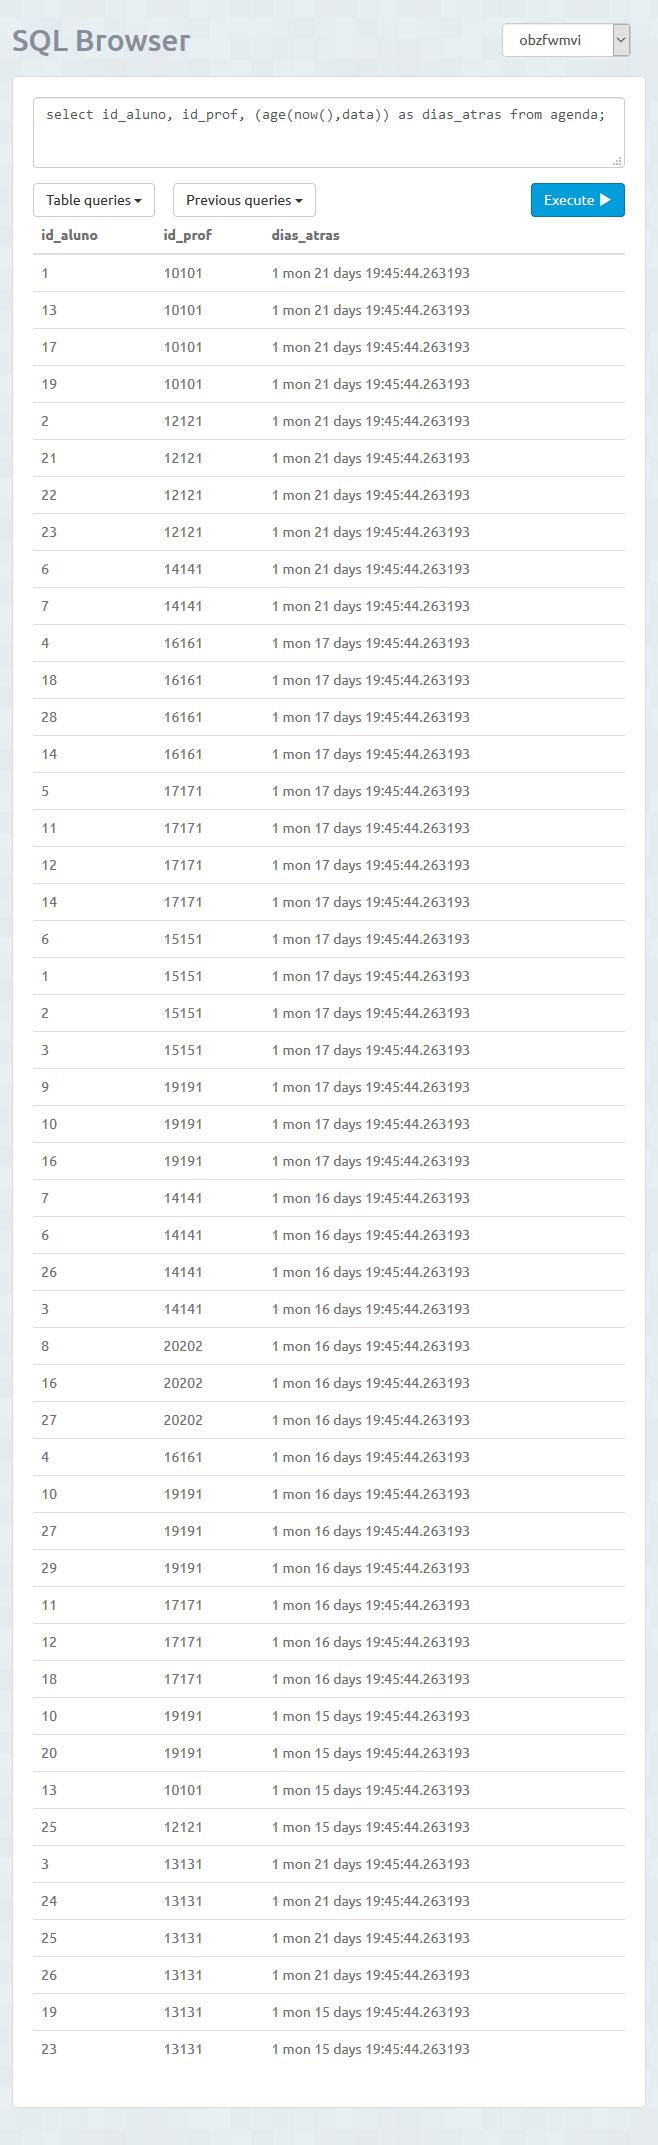 SQL Browser
obzfwmvi
select id_aluno, id_prof, (age(now(),data)) as dias_atras from agenda;
Table queries Previous queries Execute
id_aluno id_prof dias_atras
1 10101 1 mon 21 days 19:45:44.263193
13 10101 1 mon 21 days 19:45:44.263193
17 10101 1 mon 21 days 19:45:44.263193
19 10101 1 mon 21 days 19:45:44.263193
2 12121 1 mon 21 days 19:45:44.263193
21 12121 1 mon 21 days 19:45:44.263193
22 12121 1 mon 21 days 19:45:44.263193
23 12121 1 mon 21 days 19:45:44.263193
6 14141 1 mon 21 days 19:45:44.263193
7 14141 1 mon 21 days 19:45:44.263193
4 16161 1 mon 17 days 19:45:44.263193
18 16161 1 mon 17 days 19:45:44.263193
28 16161 1 mon 17 days 19:45:44.263193
14 16161 1 mon 17 days 19:45:44.263193
5 17171 1 mon 17 days 19:45:44.263193
11 17171 1 mon 17 days 19:45:44.263193
12 17171 1 mon 17 days 19:45:44.263193
14 17171 1 mon 17 days 19:45:44.263193
6 15151 1 mon 17 days 19:45:44.263193
1 15151 1 mon 17 days 19:45:44.263193
2 15151 1 mon 17 days 19:45:44.263193
3 15151 1 mon 17 days 19:45:44.263193
9 19191 1 mon 17 days 19:45:44.263193
10 19191 1 mon 17 days 19:45:44.263193
16 19191 1 mon 17 days 19:45:44.263193
7 14141 1 mon 16 days 19:45:44.263193
6 14141 1 mon 16 days 19:45:44.263193
26 14141 1 mon 16 days 19:45:44.263193
3 14141 1 mon 16 days 19:45:44.263193
8 20202 1 mon 16 days 19:45:44.263193
16 20202 1 mon 16 days 19:45:44.263193
27 20202 1 mon 16 days 19:45:44.263193
4 16161 1 mon 16 days 19:45:44.263193
10 19191 1 mon 16 days 19:45:44.263193
27 19191 1 mon 16 days 19:45:44.263193
29 19191 1 mon 16 days 19:45:44.263193
11 17171 1 mon 16 days 19:45:44.263193
12 17171 1 mon 16 days 19:45:44.263193
18 17171 1 mon 16 days 19:45:44.263193
10 19191 1 mon 15 days 19:45:44.263193
20 19191 1 mon 15 days 19:45:44.263193
13 10101 1 mon 15 days 19:45:44.263193
25 12121 1 mon 15 days 19:45:44.263193
3 13131 1 mon 21 days 19:45:44.263193
24 13131 1 mon 21 days 19:45:44.263193
25 13131 1 mon 21 days 19:45:44.263193
26 13131 1 mon 21 days 19:45:44.263193
19 13131 1 mon 15 days 19:45:44.263193
23 13131 1 mon 15 days 19:45:44.263193